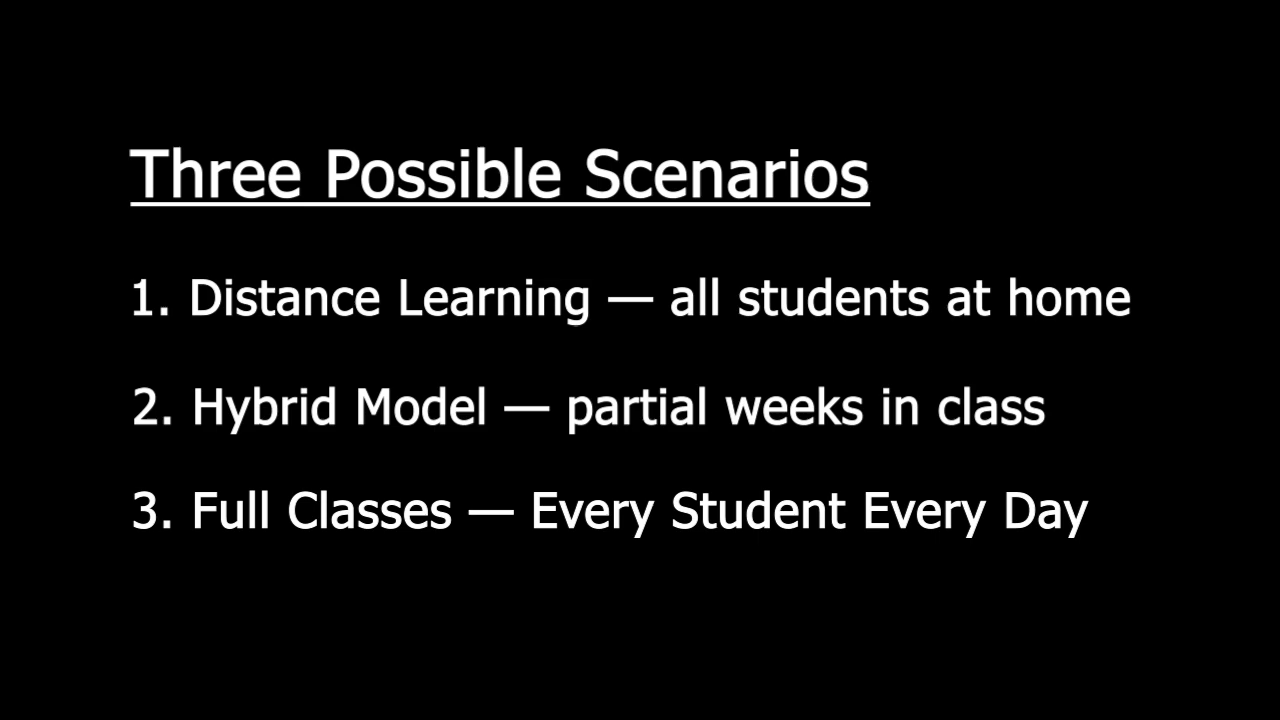 Three Possible Scenarios
1. Distance Learning — all students at home
2. Hybrid Model — partial weeks in class
3. Full Classes — Every Student Every Day